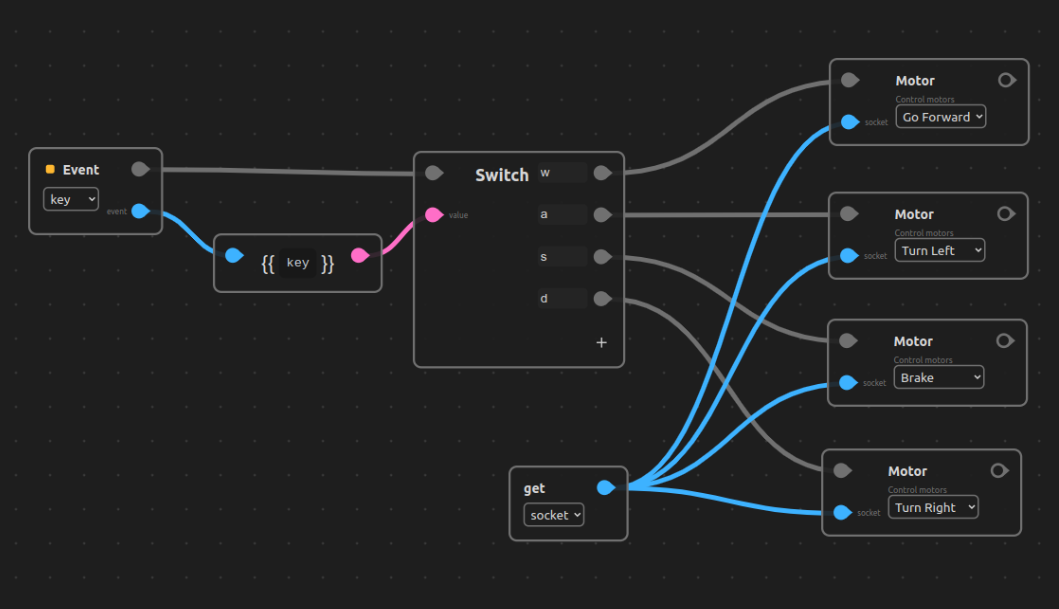 Event
key
event
{{ key }}
Switch
value
w
a
s
d
+
get
socket
Motor
Control motors
Go Forward
socket
Motor
Control motors
Turn Left
socket
Motor
Control motors
Brake
socket
Motor
Control motors
Turn Right
socket